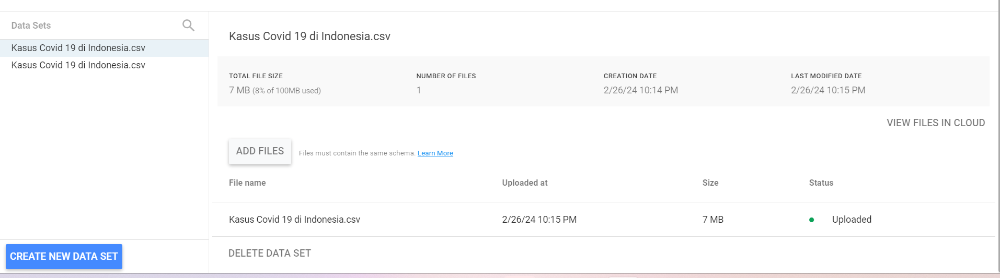 Data Sets
Kasus Covid 19 di Indonesia.csv
Kasus Covid 19 di Indonesia.csv
CREATE NEW DATA SET
Kasus Covid 19 di Indonesia.csv
TOTAL FILE SIZE
7 MB (8% of 100MB used)
NUMBER OF FILES
1
CREATION DATE
2/26/24 10:14 PM
LAST MODIFIED DATE
2/26/24 10:15 PM
VIEW FILES IN CLOUD
ADD FILES Files must contain the same schema. Learn More
File name Uploaded at Size Status
Kasus Covid 19 di Indonesia.csv 2/26/24 10:15 PM 7 MB Uploaded
DELETE DATA SET